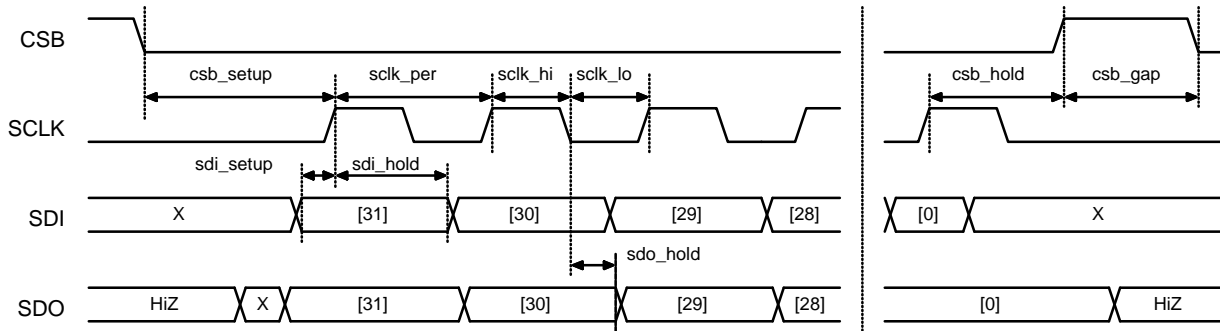 CSB
csb_setup sclk_per sclk_hi sclk_lo csb_hold csb_gap
SCLK
sdi_setup sdi_hold
SDI X [31] [30] [29] [28] [0] X
sdo_hold
SDO HiZ X [31] [30] [29] [28] [0] HiZ